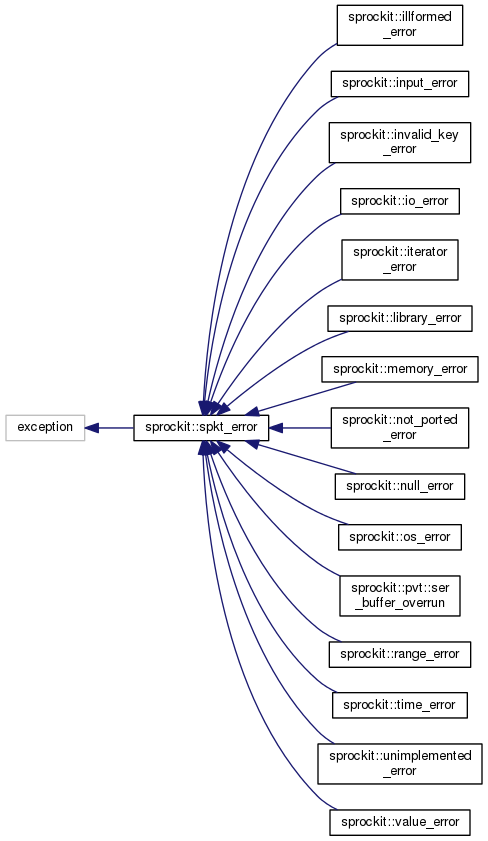 sprockit::illformed
_error
sprockit::input_error
sprockit::invalid_key
_error
sprockit::io_error
sprockit::iterator
_error
sprockit::library_error
sprockit::memory_error
exception
sprockit::spkt_error
sprockit::not_ported
_error
sprockit::null_error
sprockit::os_error
sprockit::pvt::ser
_buffer_overrun
sprockit::range_error
sprockit::time_error
sprockit::unimplemented
_error
sprockit::value_error